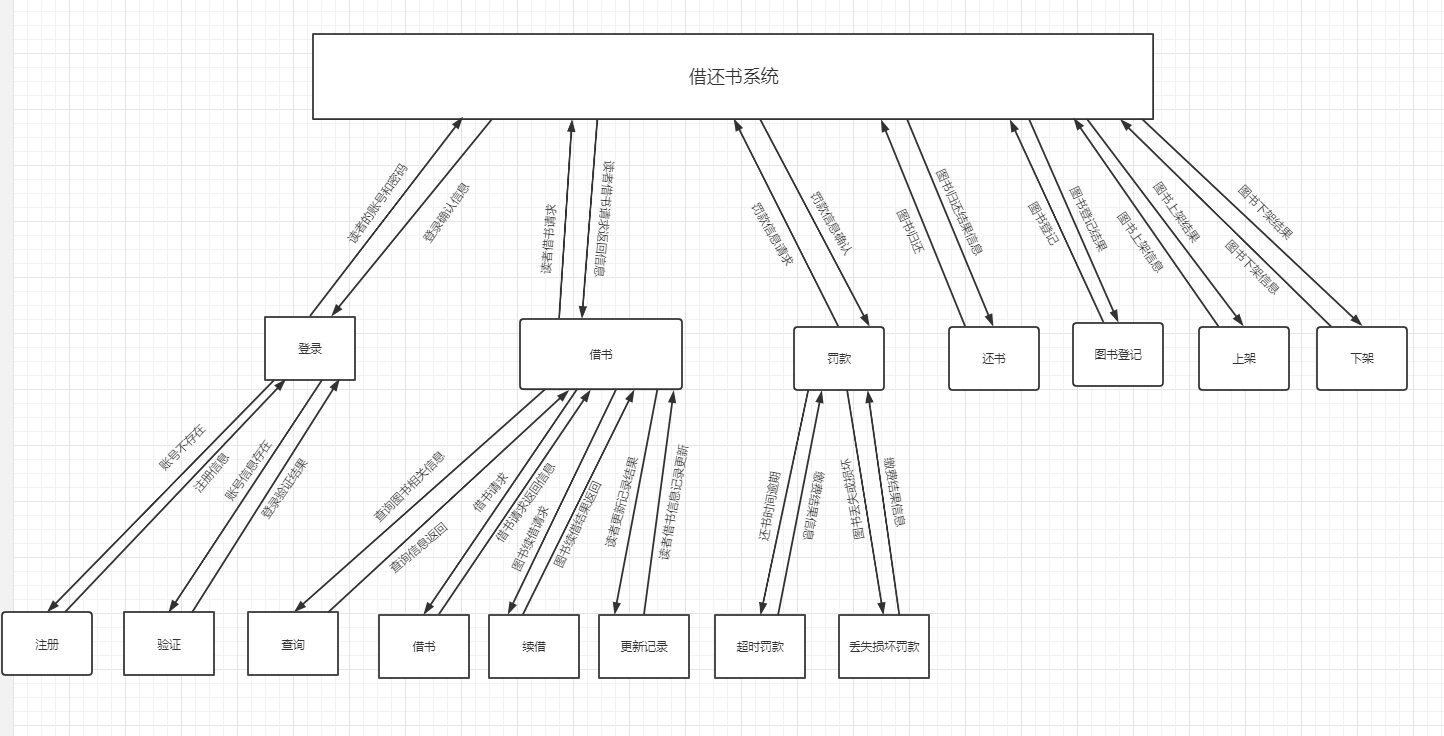 借还书系统
读者的账号和密码
登录确认信息
读者借书请求
读者借书请求返回信息
罚款信息请求
罚款信息确认
图书归还
图书归还结果信息
图书登记
图书登记结果
图书上架信息
图书上架结果
图书下架信息
图书下架结果
登录
借书
罚款
还书
图书登记
上架
下架
账号不存在
注册信息
账号信息存在
登录验证结果
查询图书相关信息
查询信息返回
借书请求
借书请求返回信息
图书续借请求
图书续借结果返回
读者更新记录结果
读者借书信息记录更新
还书时间逾期
缴费结果信息
图书丢失或损坏
缴费结果信息
注册
验证
查询
借书
续借
更新记录
超时罚款
丢失损坏罚款